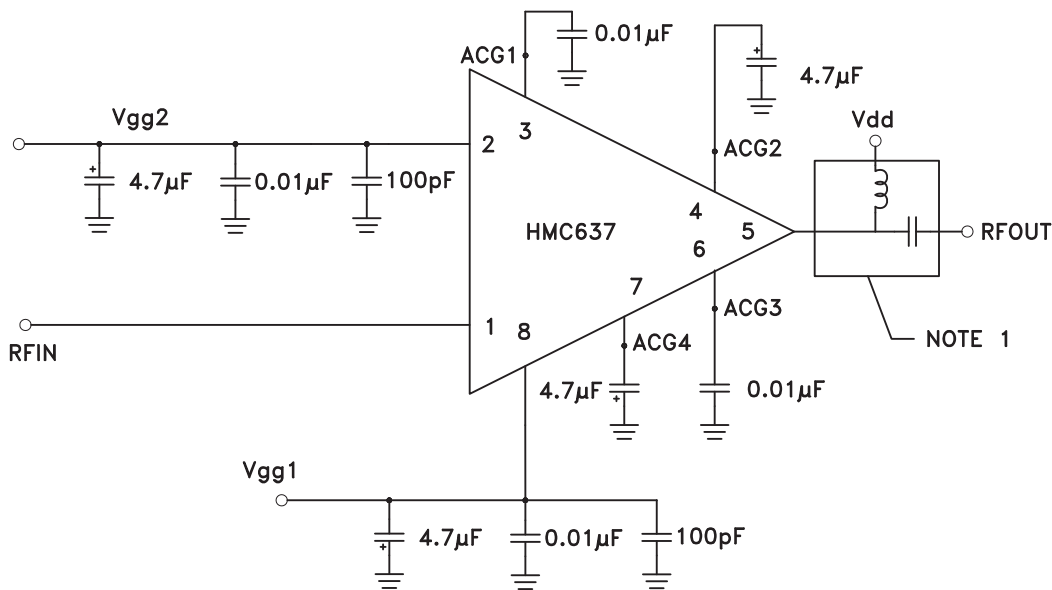 0.01µF
ACG1
4.7µF
Vgg2
Vdd
3
2
ACG2
4.7µF
0.01µF
100pF
4
HMC637
5
RFOUT
6
7
ACG3
1
8
NOTE 1
RFIN
ACG4
4.7µF
0.01µF
Vgg1
4.7µF
0.01µF
100pF
+
+
+
+